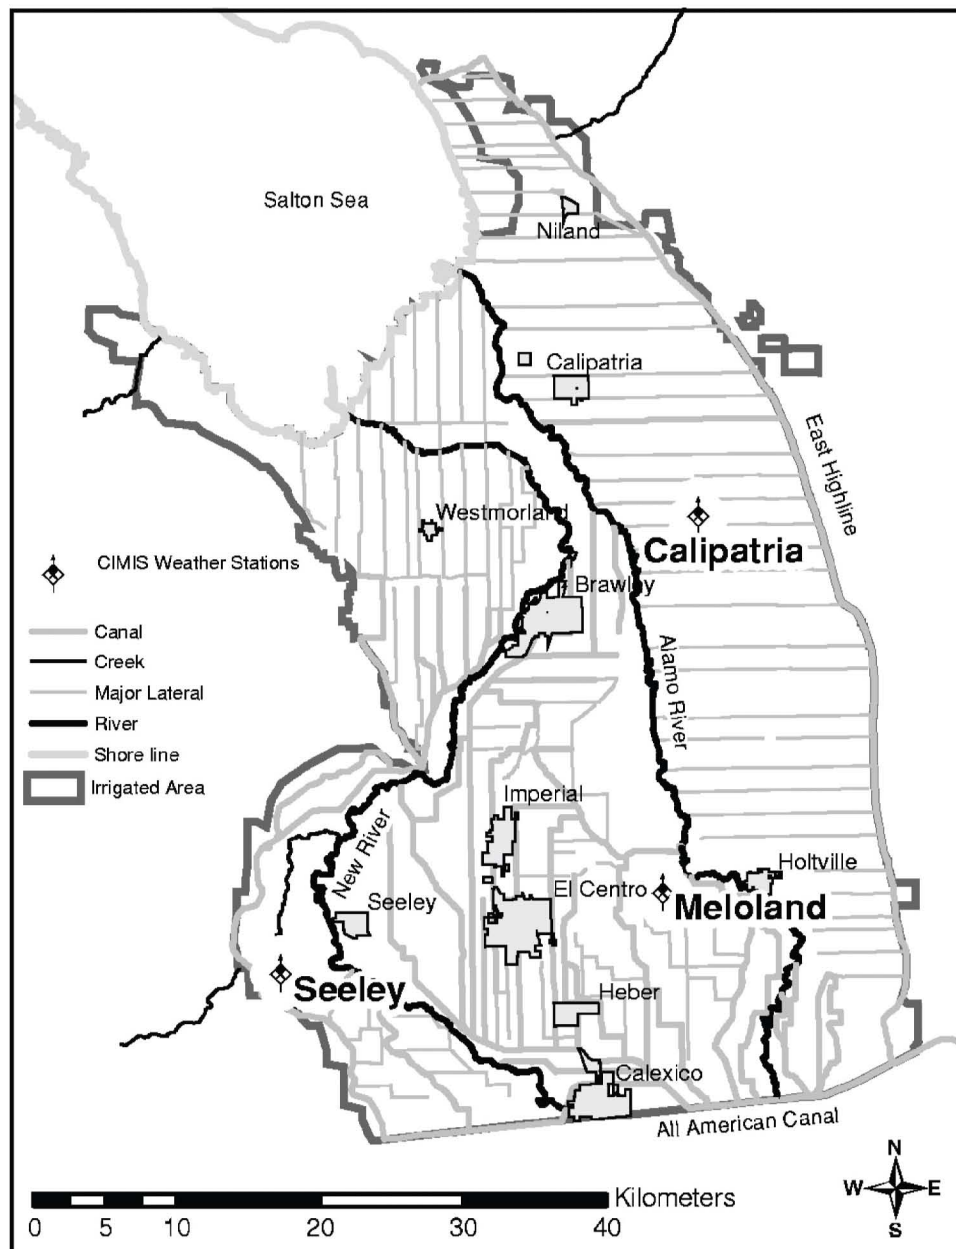 Salton Sea
Niland
Calipatria
East Highline
Westmorland
Calipatria
CIMIS Weather Stations
Brawley
Canal
Creek
Major Lateral
River
Shore line
Irrigated Area
Alamo River
Imperial
New River
Holtville
El Centro
Seeley
Meloland
Seeley
Heber
Calexico
All American Canal
N
W
E
S
Kilometers
0 5 10 20 30 40